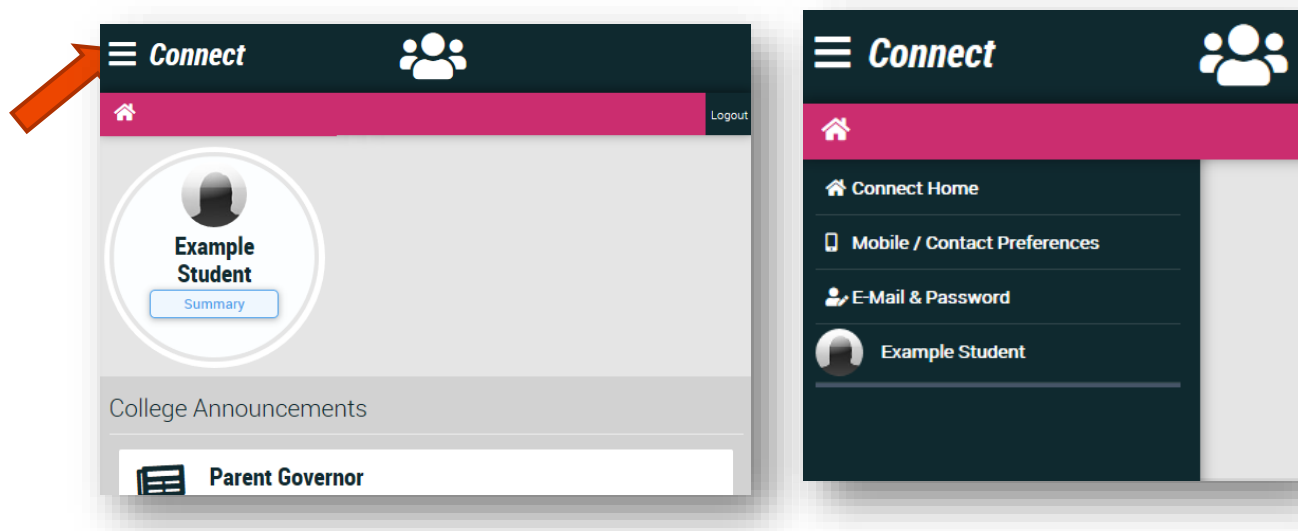 Connect
Logout
Example
Student
Summary
College Announcements
Parent Governor
Connect
Connect Home
Mobile / Contact Preferences
E-Mail & Password
Example Student